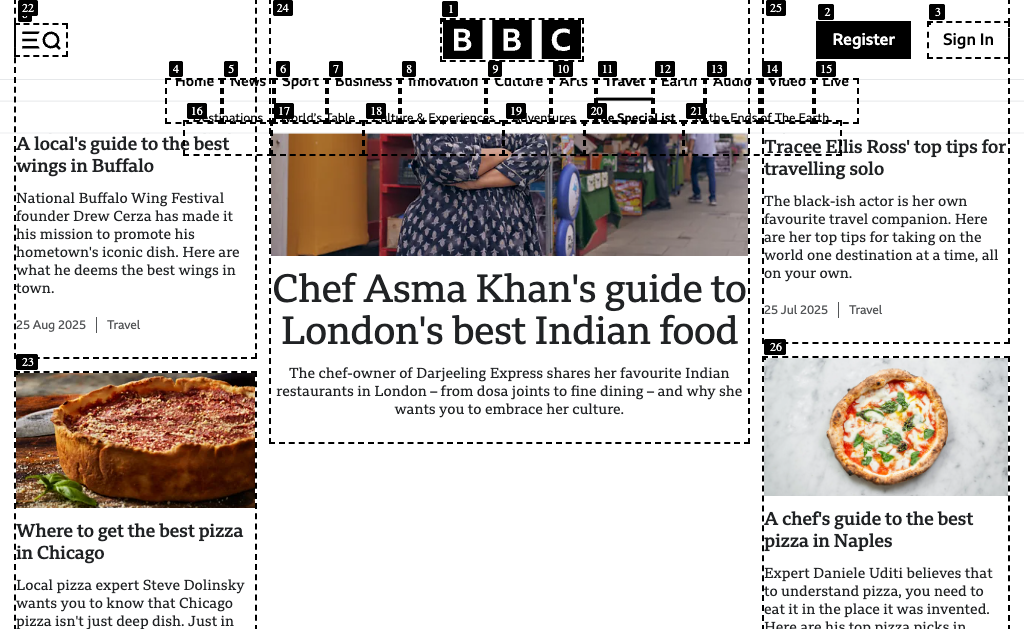 BBC
Register
Sign In
Home
News
Sport
Business
Innovation
Culture
Arts
Travel
Earth
Audio
Video
Live
World's Table
Culture & Experiences
Adventures
The SpeciaList
the Ends of The Earth
22
24
1
25
2
3
4
5
6
7
8
9
10
11
12
13
14
15
16
17
18
19
20
21
A local's guide to the best
wings in Buffalo
National Buffalo Wing Festival
founder Drew Cerza has made it
his mission to promote his
hometown's iconic dish. Here are
what he deems the best wings in
town.
25 Aug 2025
Travel
23
Where to get the best pizza
in Chicago
Local pizza expert Steve Dolinsky
wants you to know that Chicago
pizza isn't just deep dish. Just in
Chef Asma Khan's guide to
London's best Indian food
The chef-owner of Darjeeling Express shares her favourite Indian
restaurants in London – from dosa joints to fine dining – and why she
wants you to embrace her culture.
Tracee Ellis Ross' top tips for
travelling solo
The black-ish actor is her own
favourite travel companion. Here
are her top tips for taking on the
world one destination at a time, all
on your own.
25 Jul 2025
Travel
26
A chef's guide to the best
pizza in Naples
Expert Daniele Uditi believes that
to understand pizza, you need to
eat it in the place it was invented.
Here are his top pizza picks in